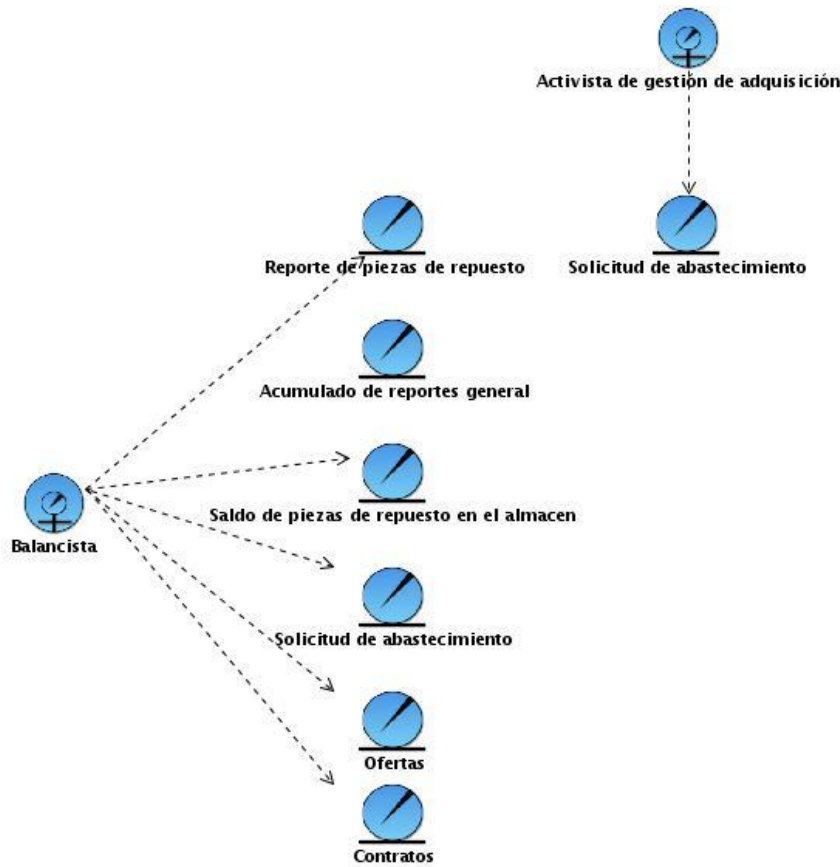 Activista de gestión de adquisición
Reporte de piezas de repuesto
Solicitud de abastecimiento
Acumulado de reportes general
Saldo de piezas de repuesto en el almacen
Balancista
Solicitud de abastecimiento
Ofertas
Contratos